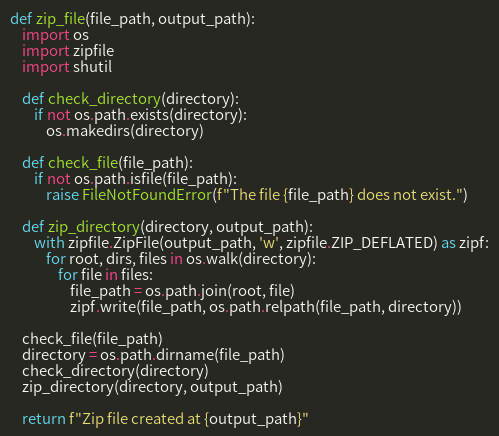 def zip_file(file_path, output_path):
    import os
    import zipfile
    import shutil

    def check_directory(directory):
        if not os.path.exists(directory):
            os.makedirs(directory)

    def check_file(file_path):
        if not os.path.isfile(file_path):
            raise FileNotFoundError(f"The file {file_path} does not exist.")

    def zip_directory(directory, output_path):
        with zipfile.ZipFile(output_path, 'w', zipfile.ZIP_DEFLATED) as zipf:
            for root, dirs, files in os.walk(directory):
                for file in files:
                    file_path = os.path.join(root, file)
                    zipf.write(file_path, os.path.relpath(file_path, directory))

    check_file(file_path)
    directory = os.path.dirname(file_path)
    check_directory(directory)
    zip_directory(directory, output_path)

    return f"Zip file created at {output_path}"